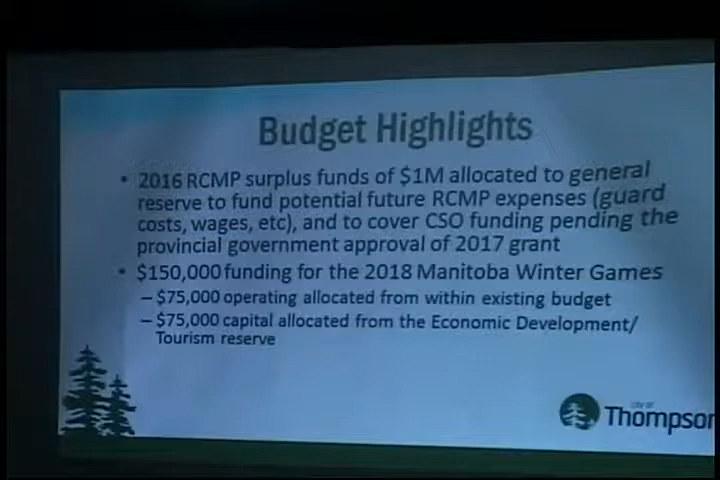 Budget Highlights
• 2016 RCMP surplus funds of $1M allocated to general
reserve to fund potential future RCMP expenses (guard
costs, wages, etc), and to cover CSO funding pending the
provincial government approval of 2017 grant
• $150,000 funding for the 2018 Manitoba Winter Games
– $75,000 operating allocated from within existing budget
– $75,000 capital allocated from the Economic Development/
Tourism reserve
CITY OF
Thompson